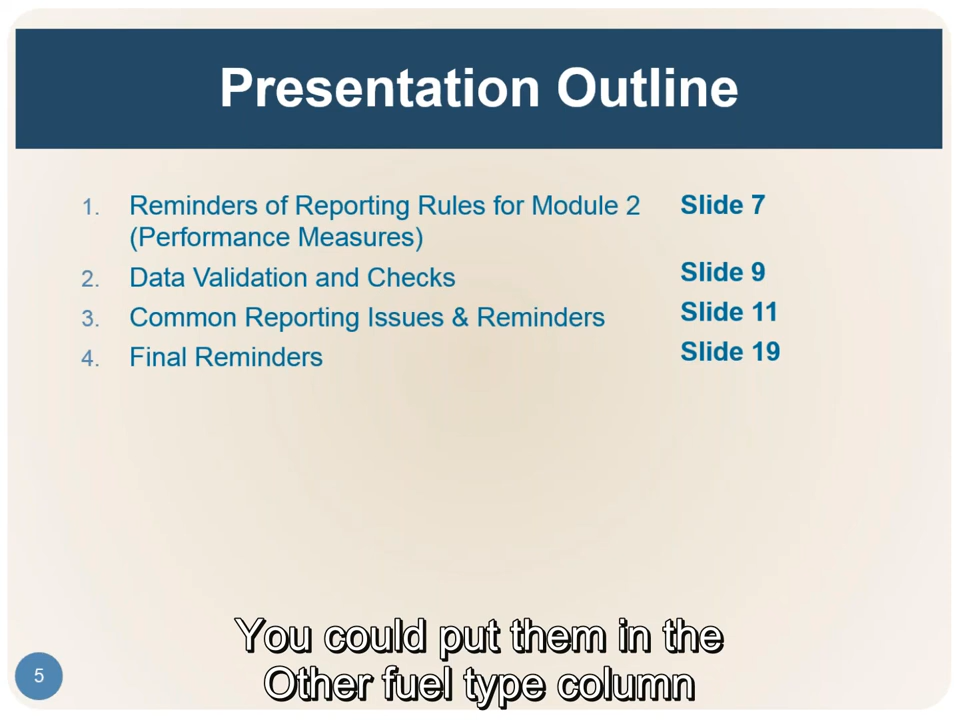 Presentation Outline
1. Reminders of Reporting Rules for Module 2 Slide 7
(Performance Measures)
2. Data Validation and Checks Slide 9
3. Common Reporting Issues & Reminders Slide 11
4. Final Reminders Slide 19
You could put them in the
Other fuel type column
5